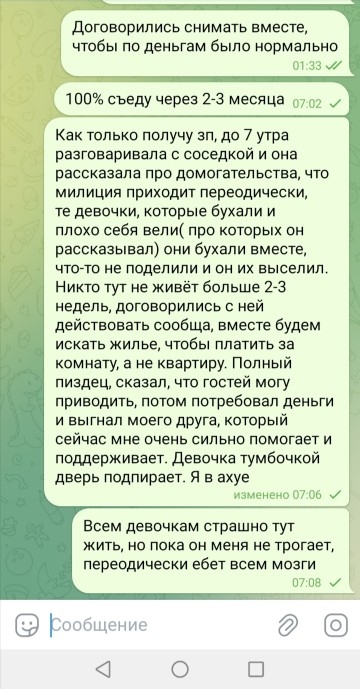 Договорились снимать вместе,
чтобы по деньгам было нормально
01:33
100% съеду через 2-3 месяца 07:02
Как только получу зп, до 7 утра
разговаривала с соседкой и она
рассказала про домогательства, что
милиция приходит переодически,
те девочки, которые бухали и
плохо себя вели( про которых он
рассказывал) они бухали вместе,
что-то не поделили и он их выселил.
Никто тут не живёт больше 2-3
недель, договорились с ней
действовать сообща, вместе будем
искать жилье, чтобы платить за
комнату, а не квартиру. Полный
пиздец, сказал, что гостей могу
приводить, потом потребовал деньги
и выгнал моего друга, который
сейчас мне очень сильно помогает и
поддерживает. Девочка тумбочкой
дверь подпирает. Я в ахуе
изменено 07:06
Всем девочкам страшно тут
жить, но пока он меня не трогает,
переодически ебет всем мозги
07:08
Сообщение